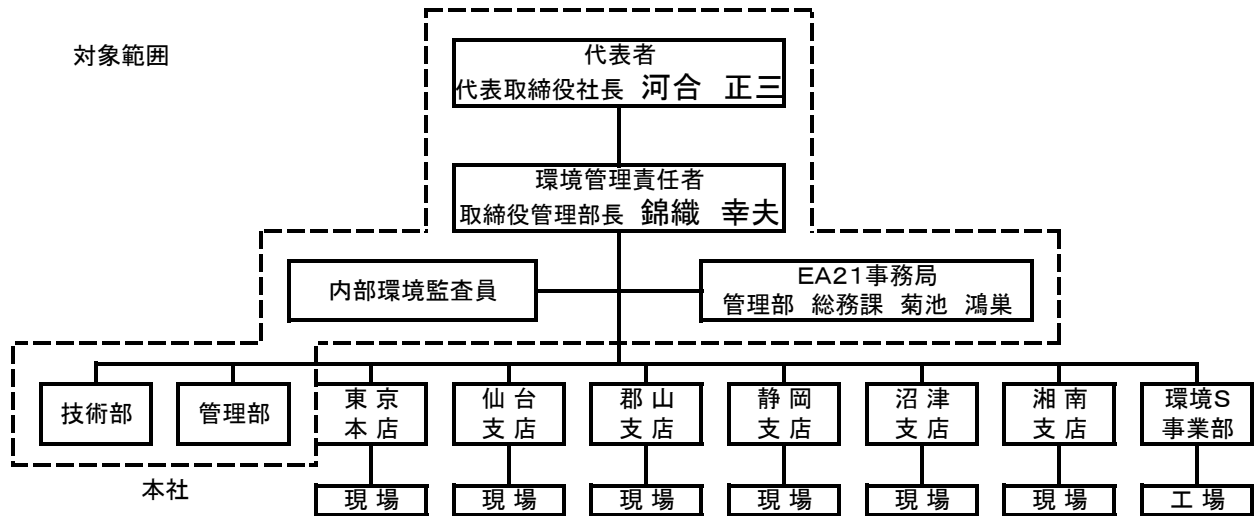 対象範囲
代表者
代表取締役社長 河合 正三
環境管理責任者
取締役管理部長 錦織 幸夫
内部環境監査員
EA21事務局
管理部 総務課 菊池 鴻巣
技術部
管理部
東京
本店
仙台
支店
郡山
支店
静岡
支店
沼津
支店
湘南
支店
環境S
事業部
本社
現場
現場
現場
現場
現場
現場
工場